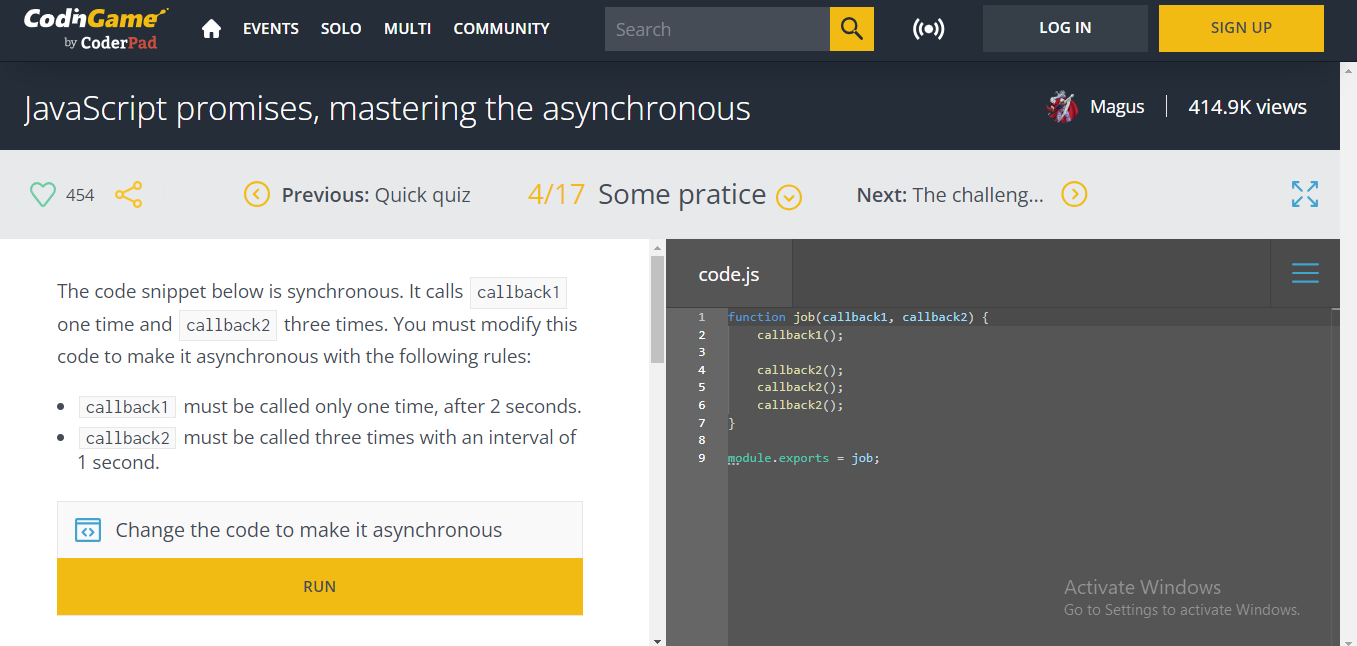 CodinGame
by CoderPad
EVENTS SOLO MULTI COMMUNITY
Search
LOG IN
SIGN UP
JavaScript promises, mastering the asynchronous
Magus
414.9K views
454
Previous: Quick quiz
4/17 Some pratice
Next: The challeng...
The code snippet below is synchronous. It calls callback1
one time and callback2 three times. You must modify this
code to make it asynchronous with the following rules:
• callback1 must be called only one time, after 2 seconds.
• callback2 must be called three times with an interval of
1 second.
Change the code to make it asynchronous
RUN
code.js
1 function job(callback1, callback2) {
2     callback1();
3
4     callback2();
5     callback2();
6     callback2();
7 }
8
9 module.exports = job;
Activate Windows
Go to Settings to activate Windows.